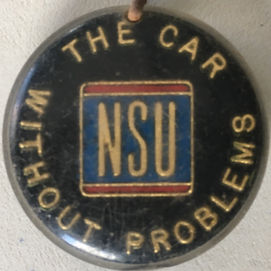 THE CAR
NSU
WITHOUT PROBLEMS